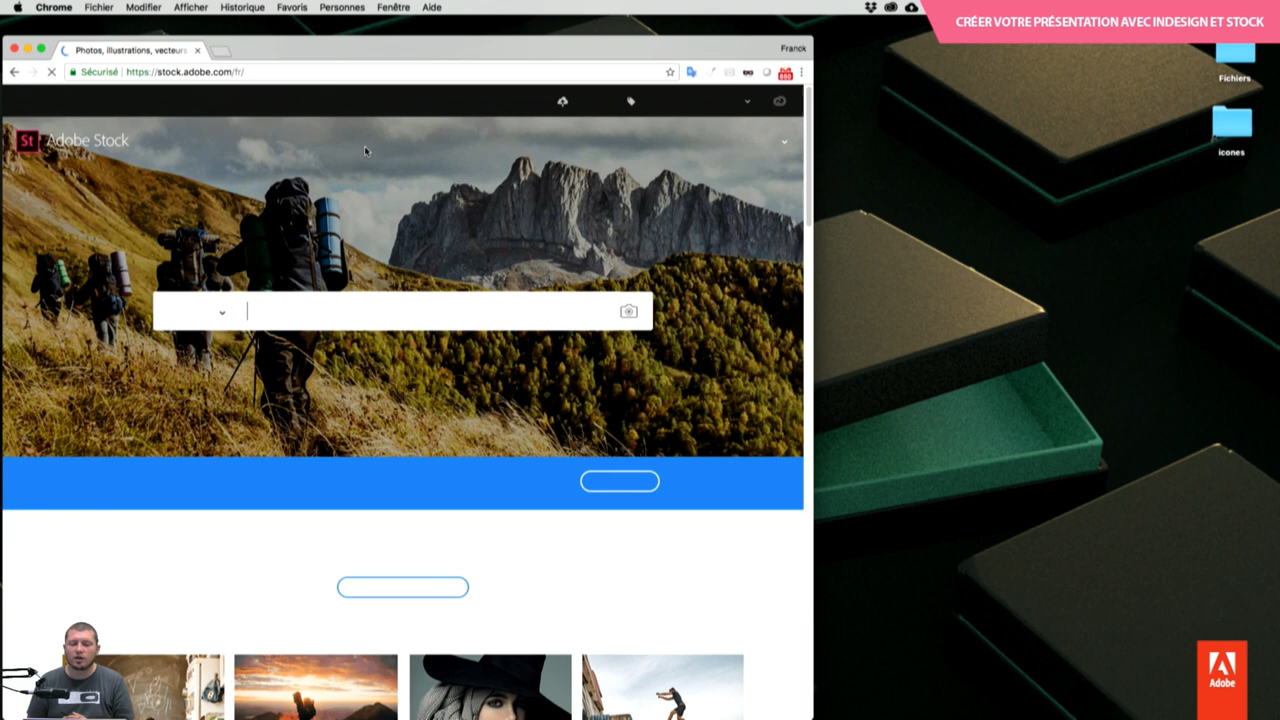 Chrome Fichier Modifier Afficher Historique Favoris Personnes Fenêtre Aide
CRÉER VOTRE PRÉSENTATION AVEC INDESIGN ET STOCK
Photos, illustrations, vecteurs
Franck
Sécurisé https://stock.adobe.com/fr/
Fichiers
St Adobe Stock
icones
Adobe